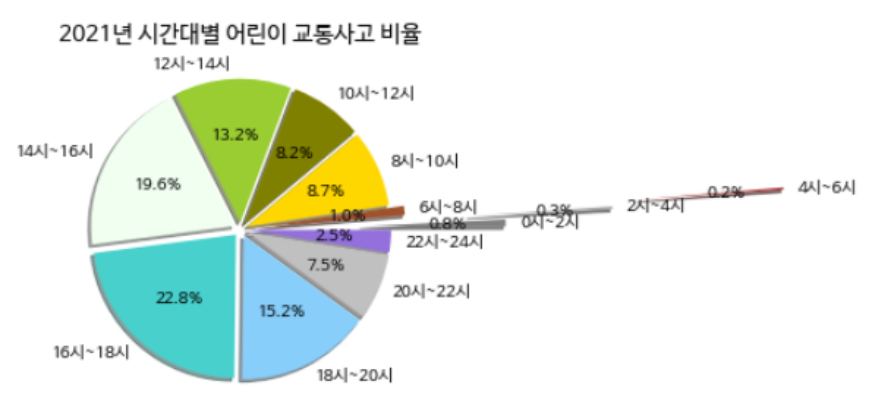 2021년 시간대별 어린이 교통사고 비율
12시~14시
10시~12시
13.2%
8.2%
14시~16시
8시~10시
19.6%
8.7%
4시~6시
0.2%
6시~8시
2시~4시
0.3%
1.0%
0시~2시
0.8%
2.5%
22시~24시
7.5%
20시~22시
22.8%
15.2%
16시~18시
18시~20시